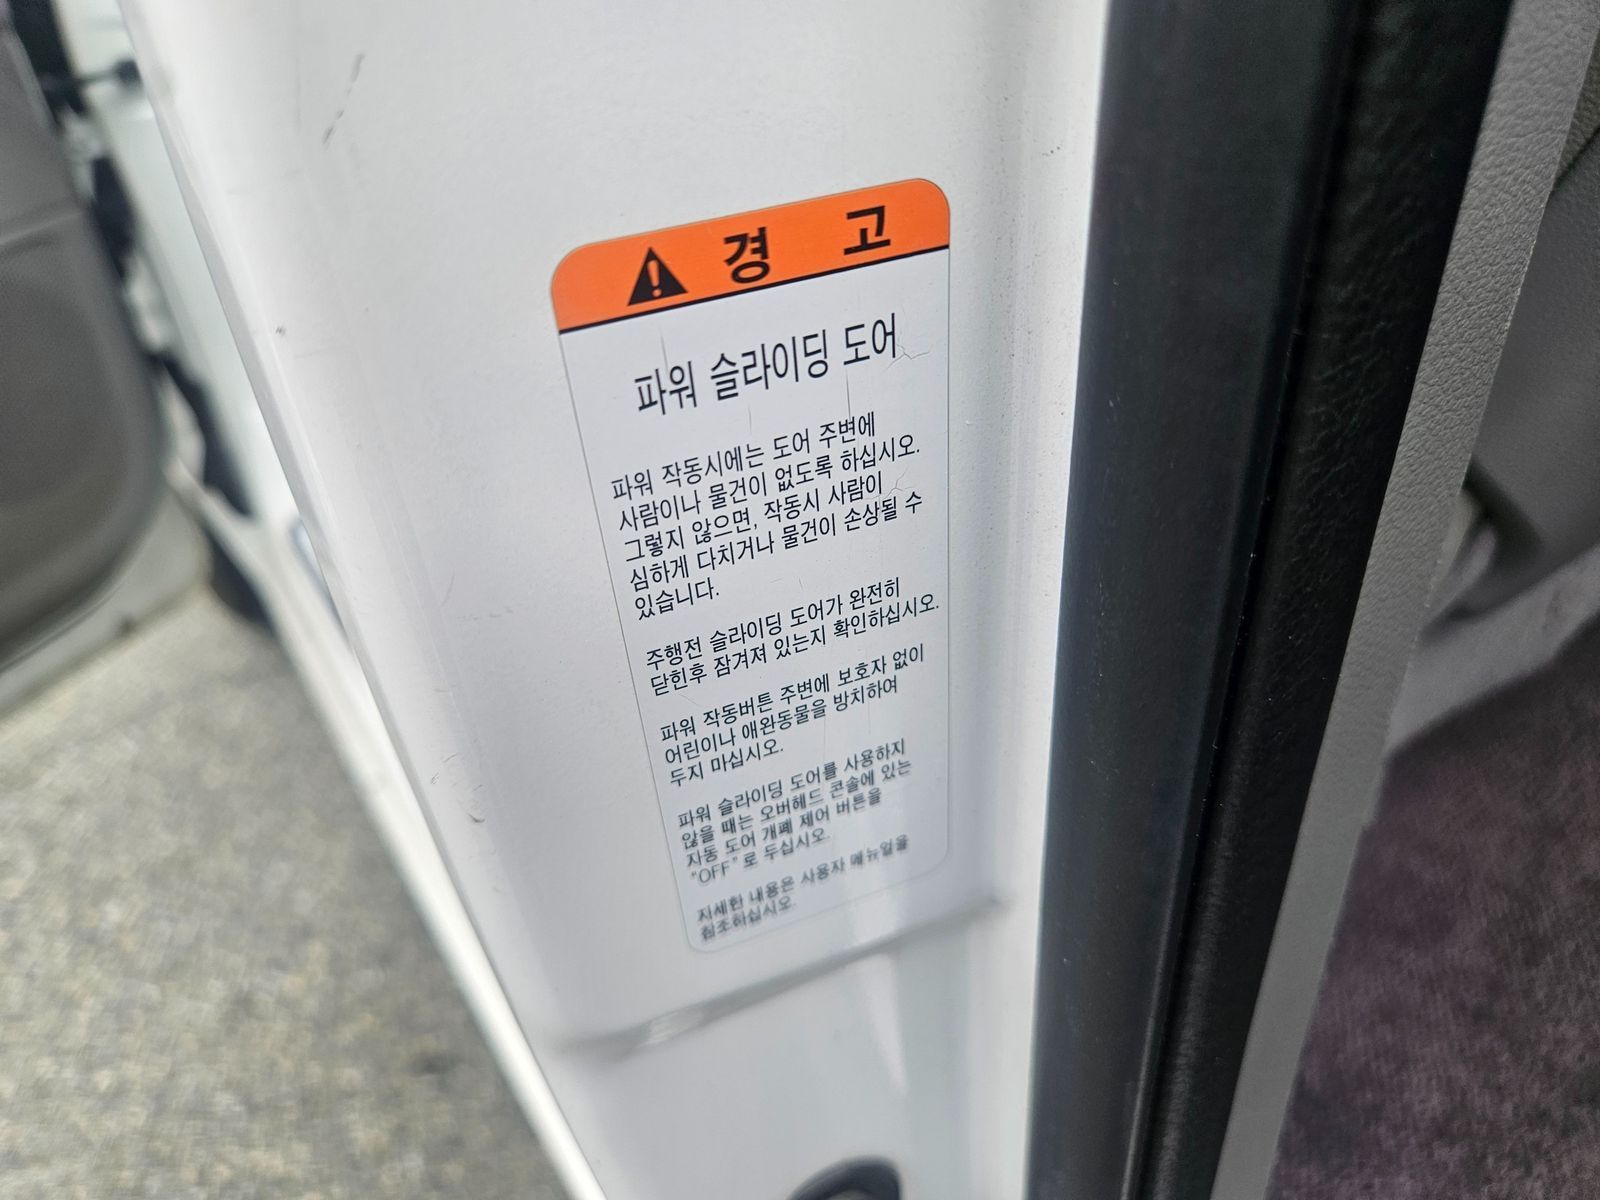 경 고
파워 슬라이딩 도어
파워 작동시에는 도어 주변에
사람이나 물건이 없도록 하십시오.
그렇지 않으면, 작동시 사람이
심하게 다치거나 물건이 손상될 수
있습니다.
주행전 슬라이딩 도어가 완전히
닫힌후 잠겨져 있는지 확인하십시오.
파워 작동버튼 주변에 보호자 없이
어린이나 애완동물을 방치하여
두지 마십시오.
파워 슬라이딩 도어를 사용하지
않을 때는 오버헤드 콘솔에 있는
자동 도어 개폐 제어 버튼을
"OFF"로 두십시오.
자세한 내용은 사용자 메뉴얼을
참조하십시오.